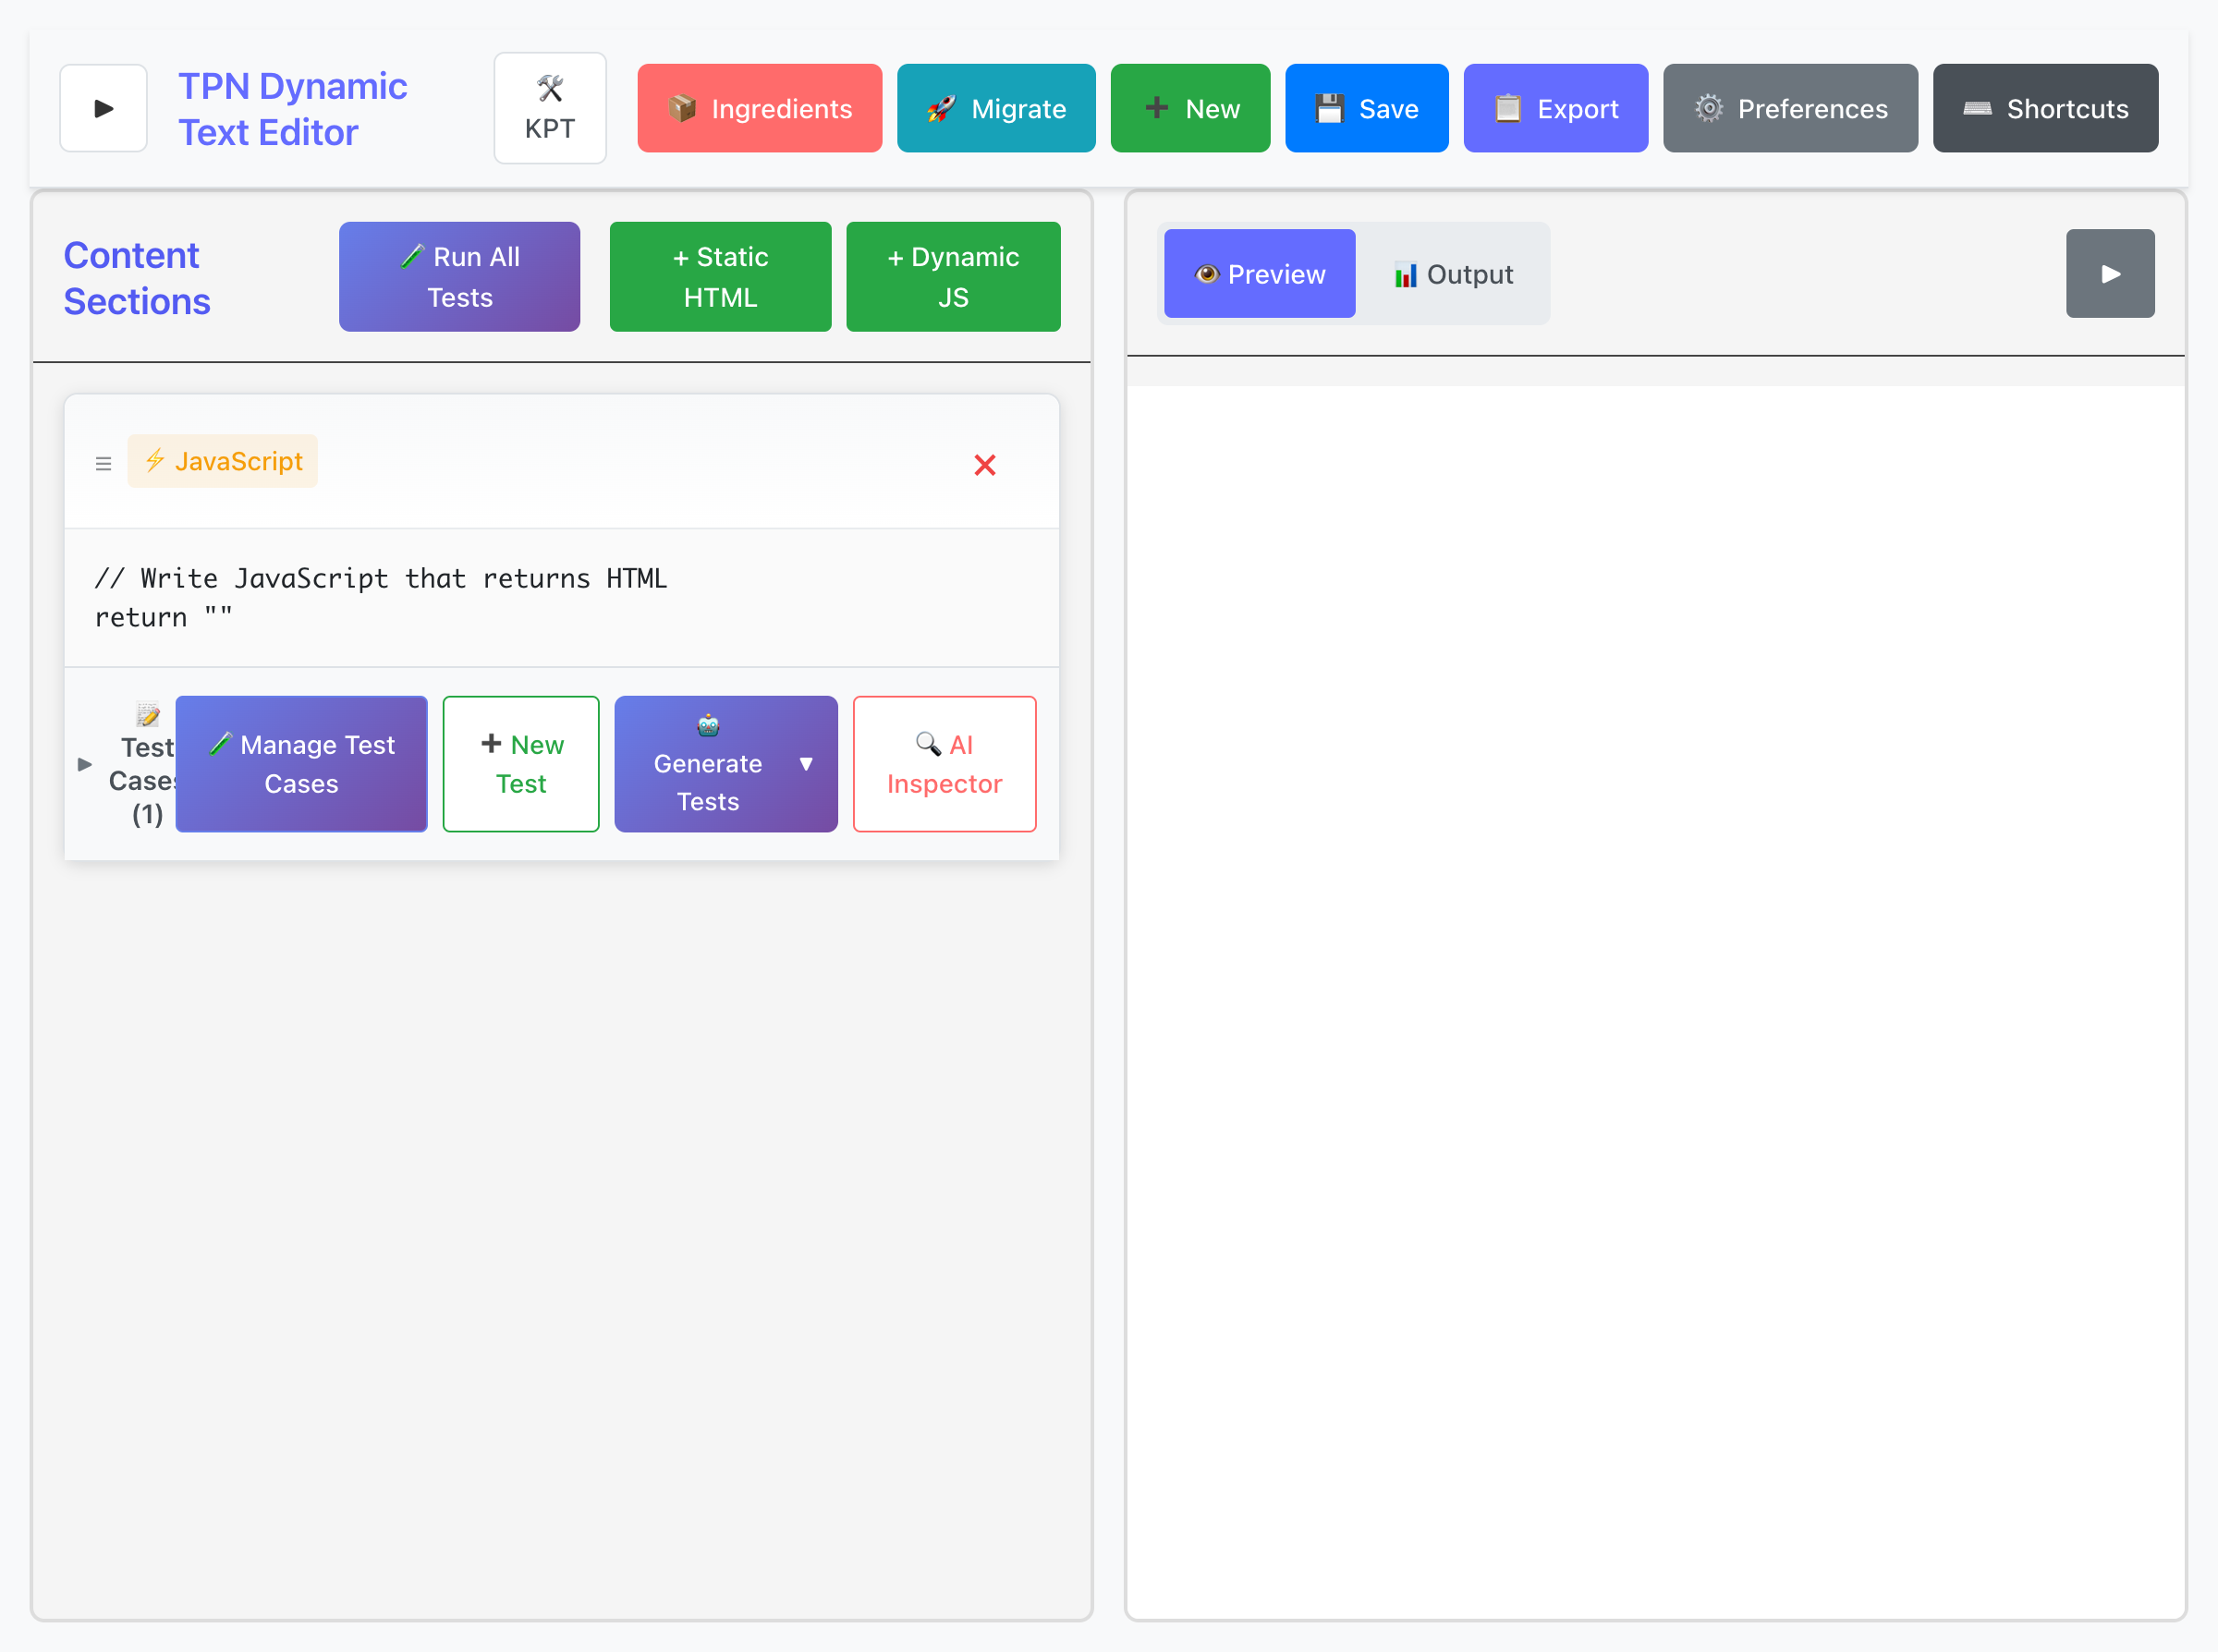 TPN Dynamic
Text Editor
KPT
Ingredients
Migrate
New
Save
Export
Preferences
Shortcuts
Content
Sections
Run All
Tests
+ Static
HTML
+ Dynamic
JS
Preview
Output
JavaScript
// Write JavaScript that returns HTML
return ""
Test
Cases
(1)
Manage Test
Cases
New
Test
Generate
Tests
AI
Inspector